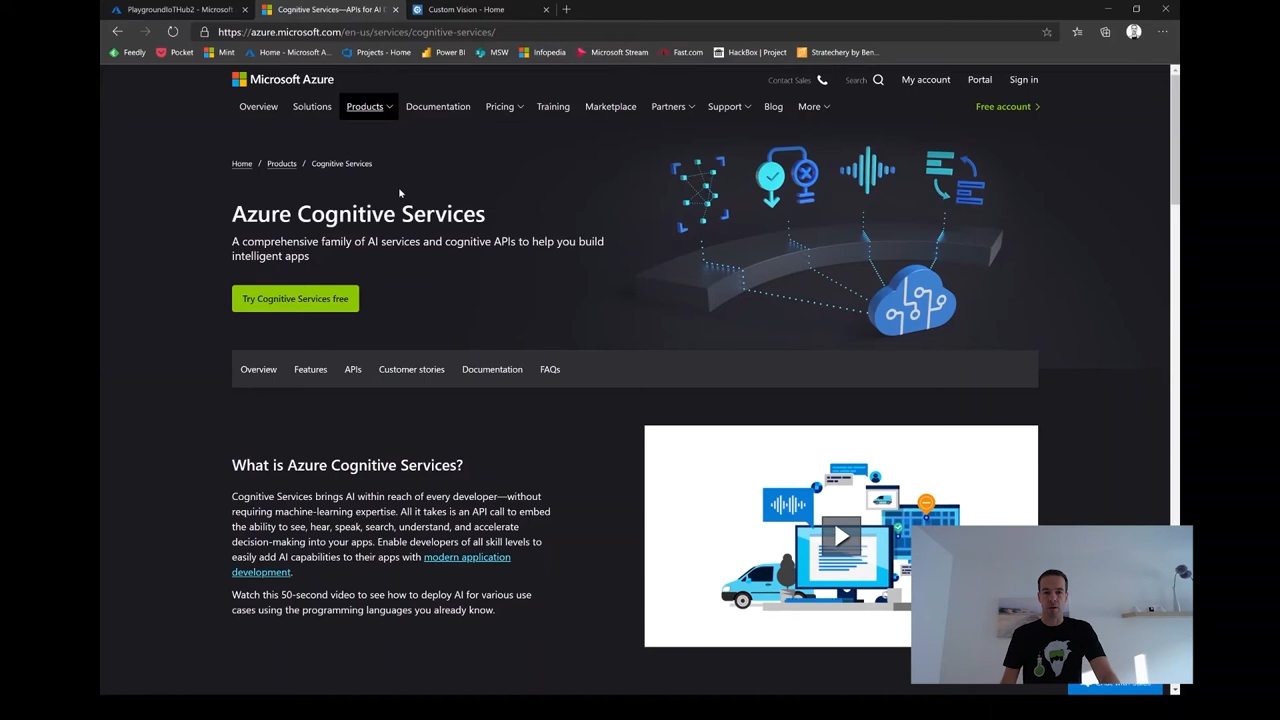 PlaygroundIoTHub2 - Microsoft
Cognitive Services—APIs for AI
Custom Vision - Home
https://azure.microsoft.com/en-us/services/cognitive-services/
Feedly
Pocket
Mint
Home - Microsoft A...
Projects - Home
Power BI
MSW
Infopedia
Microsoft Stream
Fast.com
HackBox | Project
Stratechery by Ben...
Microsoft Azure
Contact Sales
Search
My account
Portal
Sign in
Overview
Solutions
Products
Documentation
Pricing
Training
Marketplace
Partners
Support
Blog
More
Free account
Home / Products / Cognitive Services
Azure Cognitive Services
A comprehensive family of AI services and cognitive APIs to help you build
intelligent apps
Try Cognitive Services free
Overview
Features
APIs
Customer stories
Documentation
FAQs
What is Azure Cognitive Services?
Cognitive Services brings AI within reach of every developer—without
requiring machine-learning expertise. All it takes is an API call to embed
the ability to see, hear, speak, search, understand, and accelerate
decision-making into your apps. Enable developers of all skill levels to
easily add AI capabilities to their apps with modern application
development.
Watch this 50-second video to see how to deploy AI for various use
cases using the programming languages you already know.